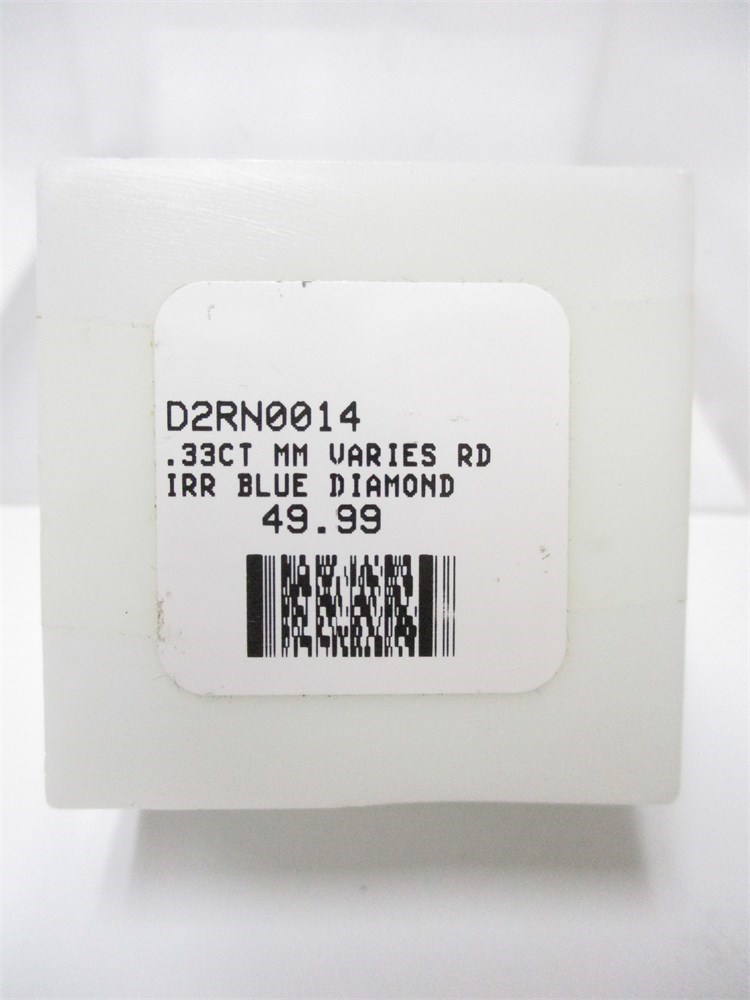 D2RN0014
.33CT MM VARIES RD
IRR BLUE DIAMOND
49.99